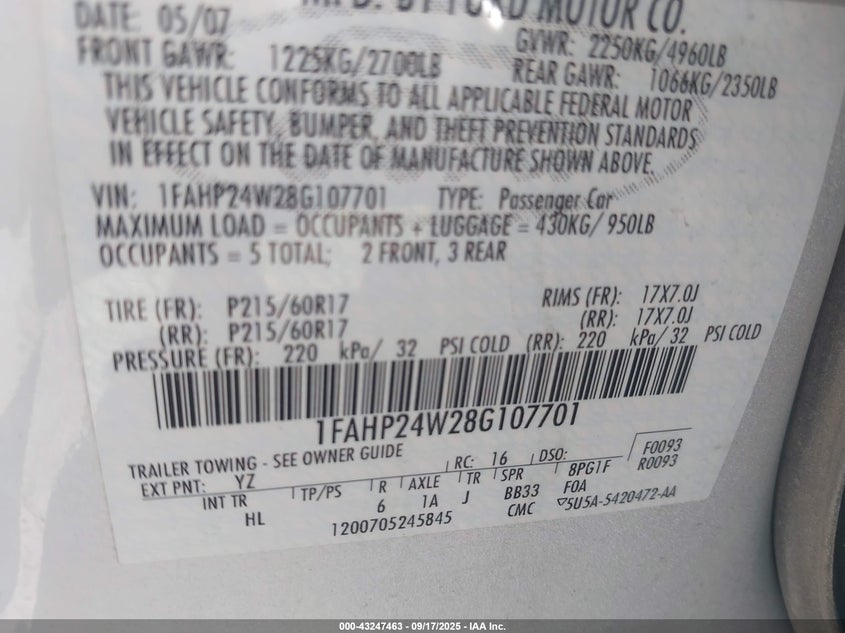 MFD. BY FORD MOTOR CO.
DATE: 05/07 GVWR: 2250KG/4960LB
FRONT GAWR: 1225KG/2700LB REAR GAWR: 1066KG/2350LB
THIS VEHICLE CONFORMS TO ALL APPLICABLE FEDERAL MOTOR
VEHICLE SAFETY, BUMPER, AND THEFT PREVENTION STANDARDS
IN EFFECT ON THE DATE OF MANUFACTURE SHOWN ABOVE.
VIN: 1FAHP24W28G107701 TYPE: Passenger Car
MAXIMUM LOAD = OCCUPANTS + LUGGAGE = 430KG/ 950LB
OCCUPANTS = 5 TOTAL; 2 FRONT, 3 REAR
TIRE (FR): P215/60R17 RIMS (FR): 17X7.0J
(RR): P215/60R17 (RR): 17X7.0J
PRESSURE (FR): 220 kPa/ 32 PSI COLD (RR): 220 kPa/ 32 PSI COLD
1FAHP24W28G107701
TRAILER TOWING - SEE OWNER GUIDE F0093
EXT PNT: YZ RC: 16 DSO: R0093
INT TR TP/PS R AXLE TR SPR 8PG1F
HL 6 1A J BB33 F0A
1200705245845 CMC ▽5U5A-5420472-AA
000-43247463 - 09/17/2025 - IAA Inc.